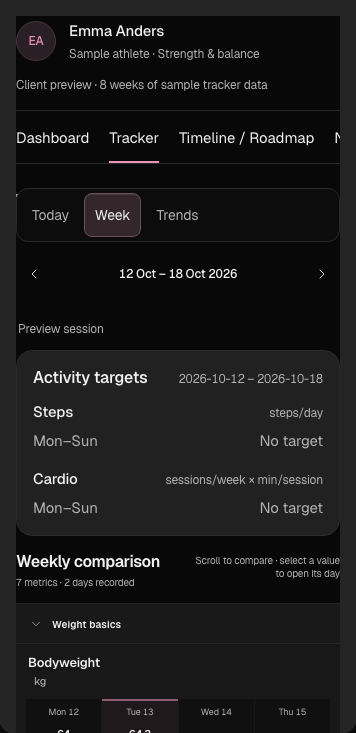 EA
Emma Anders
Sample athlete · Strength & balance
Client preview · 8 weeks of sample tracker data
Dashboard Tracker Timeline / Roadmap
Today Week Trends
12 Oct – 18 Oct 2026
Preview session
Activity targets 2026-10-12 – 2026-10-18
Steps steps/day
Mon–Sun No target
Cardio sessions/week × min/session
Mon–Sun No target
Weekly comparison
Scroll to compare · select a value
to open its day
7 metrics · 2 days recorded
Weight basics
Bodyweight
kg
Mon 12 Tue 13 Wed 14 Thu 15